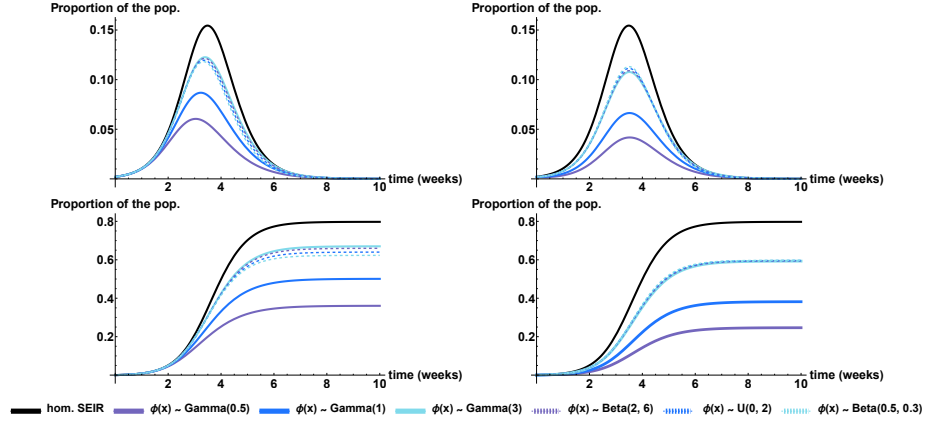 Proportion of the pop.
0.15
0.10
0.05
2 4 6 8 10
time (weeks)
Proportion of the pop.
0.15
0.10
0.05
2 4 6 8 10
time (weeks)
Proportion of the pop.
0.8
0.6
0.4
0.2
2 4 6 8 10
time (weeks)
Proportion of the pop.
0.8
0.6
0.4
0.2
2 4 6 8 10
time (weeks)
hom. SEIR ϕ(x) ~ Gamma(0.5) ϕ(x) ~ Gamma(1) ϕ(x) ~ Gamma(3) ϕ(x) ~ Beta(2, 6) ϕ(x) ~ U(0, 2) ϕ(x) ~ Beta(0.5, 0.3)